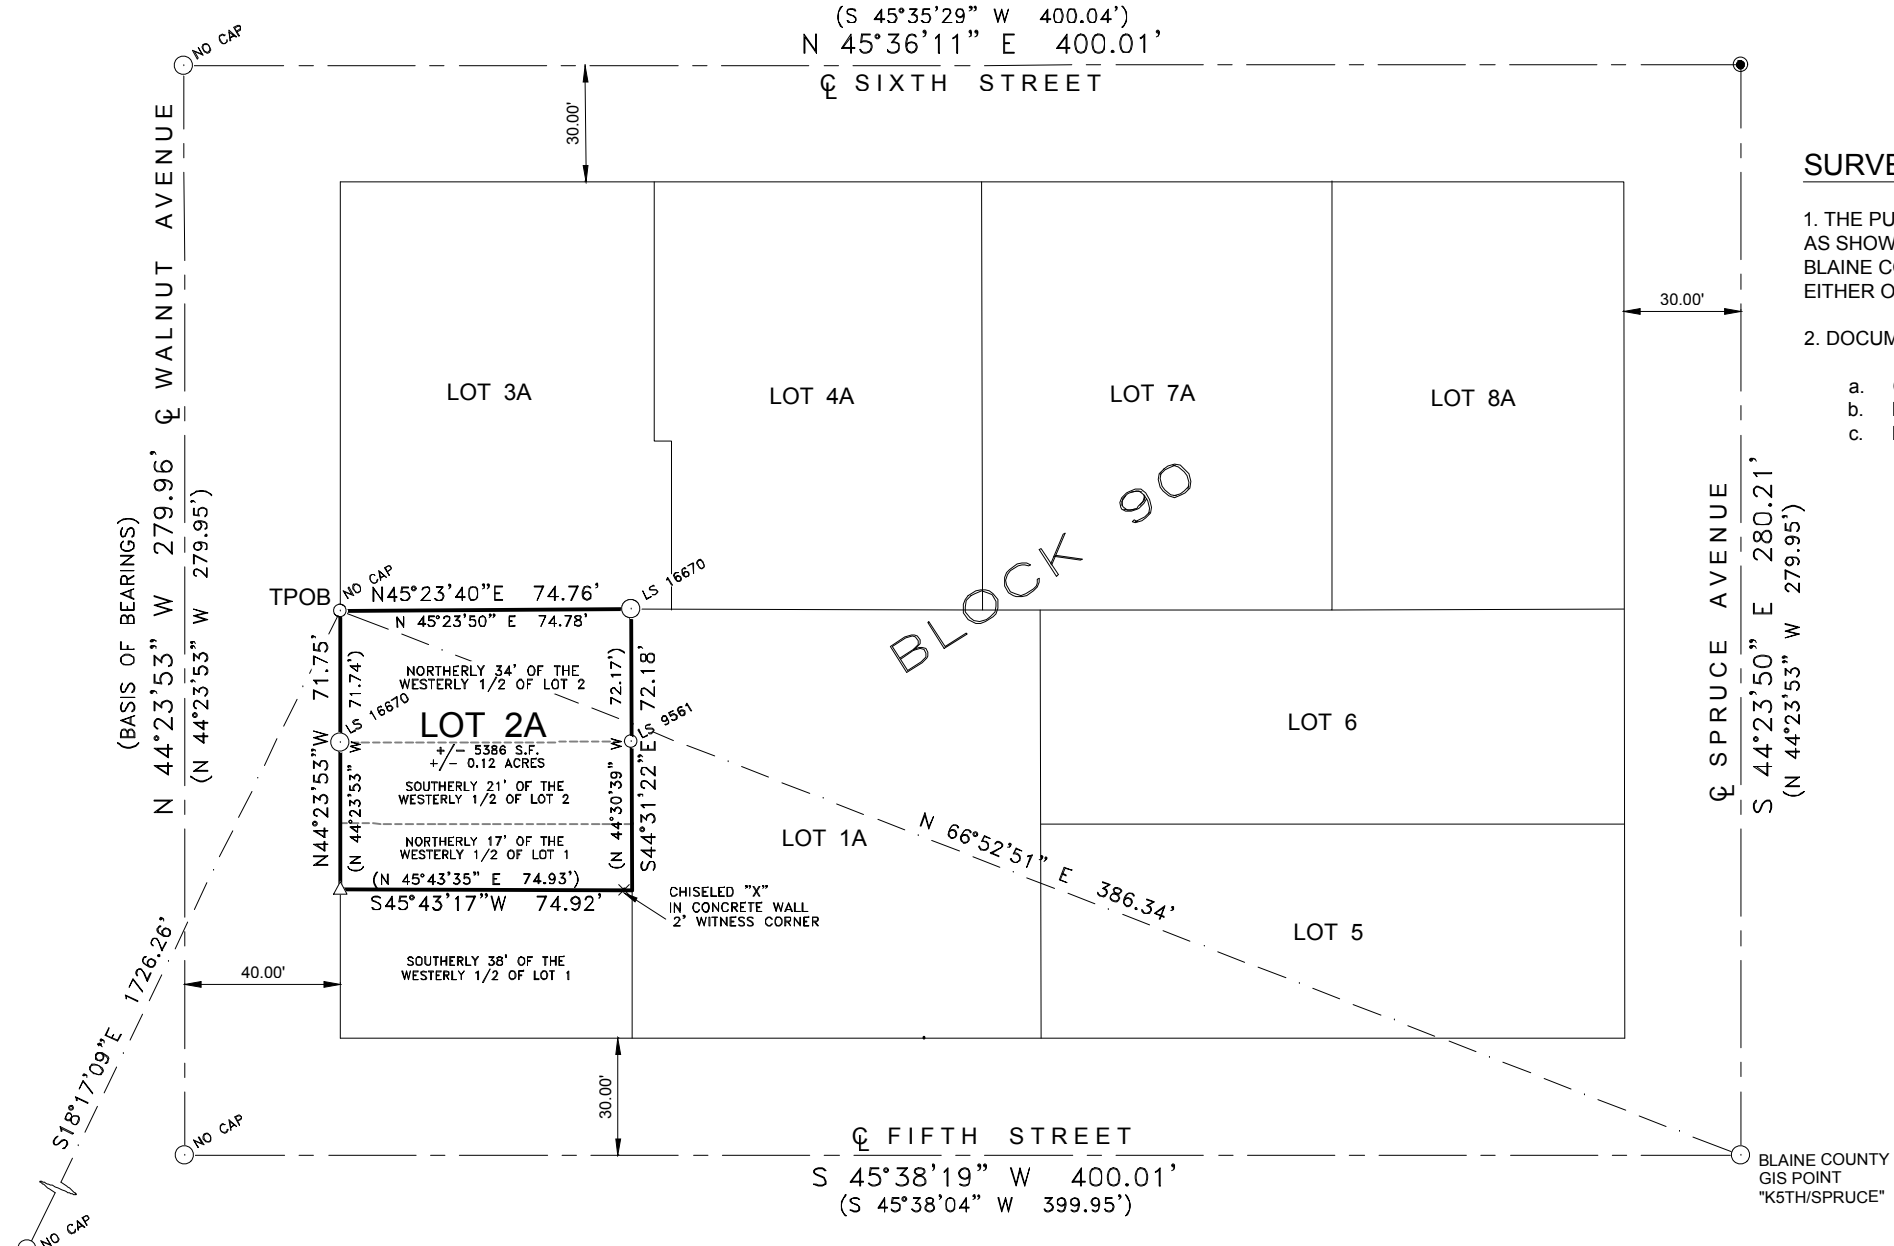 (S 45°35'29" W 400.04')
N 45°36'11" E 400.01'
℄ SIXTH STREET
NO CAP
30.00'
℄ WALNUT AVENUE
N 44°23'53" W 279.96'
(N 44°23'53" W 279.95')
(BASIS OF BEARINGS)
SURVE
1. THE PU
AS SHOW
BLAINE C
EITHER O
2. DOCUM
a.
b.
c.
30.00'
LOT 3A
LOT 4A
LOT 7A
LOT 8A
BLOCK 90
℄ SPRUCE AVENUE
S 44°23'50" E 280.21'
(N 44°23'53" W 279.95')
TPOB
NO CAP
N45°23'40"E 74.76'
LS 16670
N 45°23'50" E 74.78'
NORTHERLY 34' OF THE
WESTERLY 1/2 OF LOT 2
N44°23'53"W 71.75'
(N 44°23'53" W 71.74')
LS 16670
LOT 2A
+/- 5386 S.F.
+/- 0.12 ACRES
(N 44°30'39" W 72.17')
S44°31'22"E 72.18'
LS 9561
SOUTHERLY 21' OF THE
WESTERLY 1/2 OF LOT 2
NORTHERLY 17' OF THE
WESTERLY 1/2 OF LOT 1
(N 45°43'35" E 74.93')
S45°43'17"W 74.92'
CHISELED "X"
IN CONCRETE WALL
2' WITNESS CORNER
LOT 1A
N 66°52'51" E 386.34'
LOT 6
LOT 5
SOUTHERLY 38' OF THE
WESTERLY 1/2 OF LOT 1
40.00'
S18°17'09"E 1726.26'
30.00'
NO CAP
NO CAP
℄ FIFTH STREET
S 45°38'19" W 400.01'
(S 45°38'04" W 399.95')
BLAINE COUNTY
GIS POINT
"K5TH/SPRUCE"